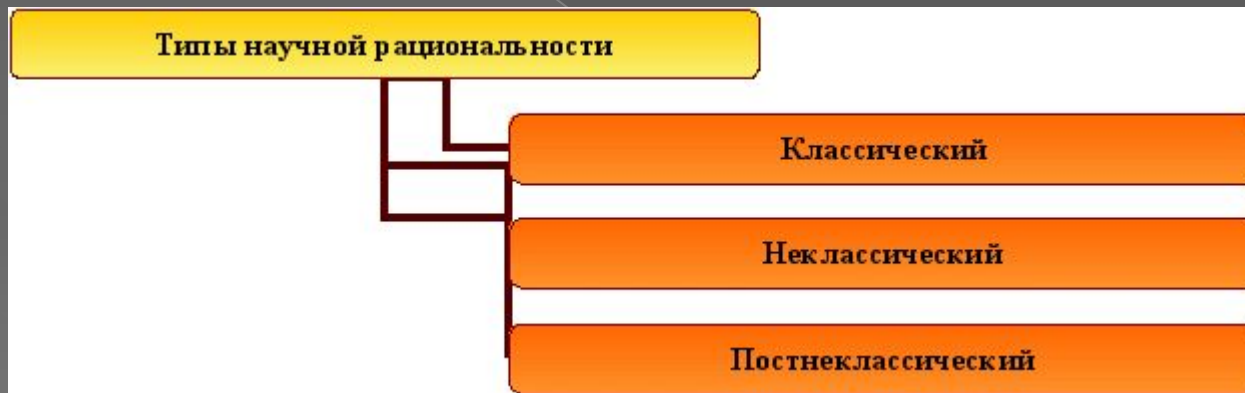 Типы научной рациональности
Классический
Неклассический
Постнеклассический